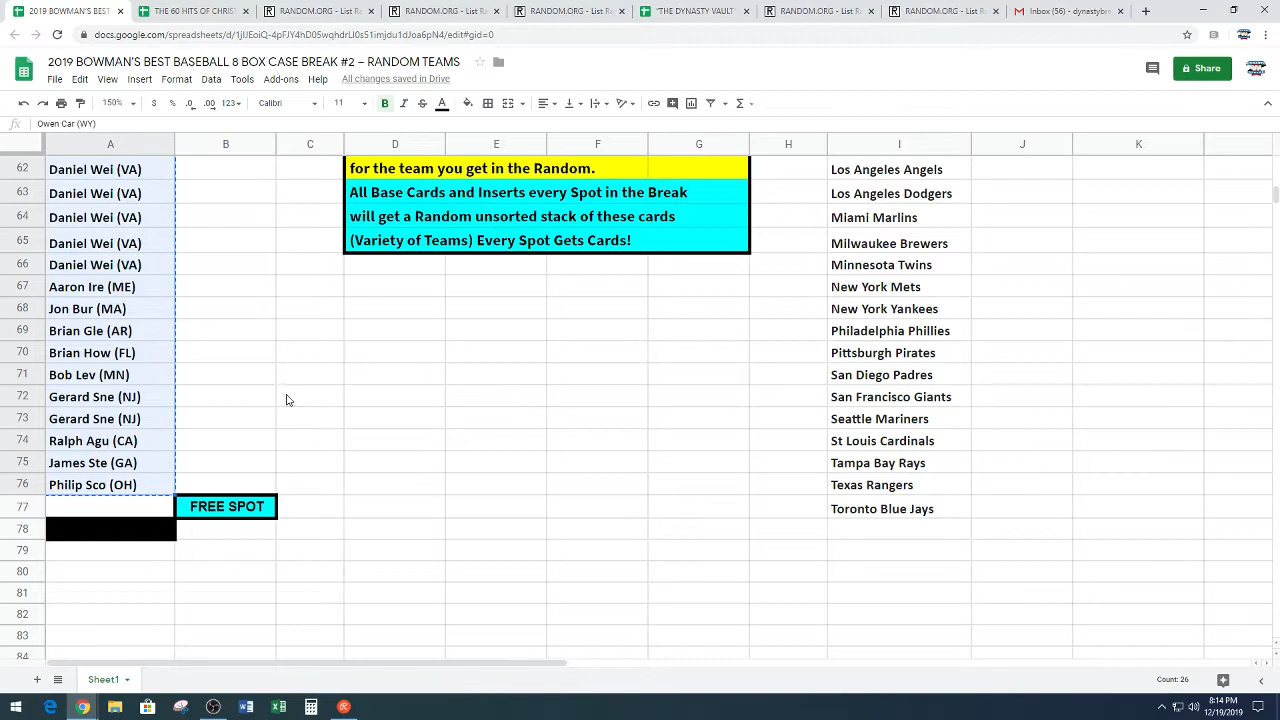 2019 BOWMAN'S BEST
THE 60 HITS OF CHRIST
RANDOM.ORG - List Ra
RANDOM.ORG - List Ra
RANDOM.ORG - List Ra
"THE DYNASTY VAULT
RANDOM.ORG - List Ra
RANDOM.ORG - List Ra
Inbox (56) - dynastybre
2019 BOWMAN'S BEST BASEBALL 8 BOX CASE BREAK #2 – RANDOM TEAMS
Share
File Edit View Insert Format Data Tools Add-ons Help All changes saved in Drive
150% $ % .0 .00 123 Calibri 11 B I S A
fx Owen Car (WY)
A B C D E F G H I J K
62 Daniel Wei (VA) for the team you get in the Random. Los Angeles Angels
63 Daniel Wei (VA) All Base Cards and Inserts every Spot in the Break Los Angeles Dodgers
64 Daniel Wei (VA) will get a Random unsorted stack of these cards Miami Marlins
65 Daniel Wei (VA) (Variety of Teams) Every Spot Gets Cards! Milwaukee Brewers
66 Daniel Wei (VA) Minnesota Twins
67 Aaron Ire (ME) New York Mets
68 Jon Bur (MA) New York Yankees
69 Brian Gle (AR) Philadelphia Phillies
70 Brian How (FL) Pittsburgh Pirates
71 Bob Lev (MN) San Diego Padres
72 Gerard Sne (NJ) San Francisco Giants
73 Gerard Sne (NJ) Seattle Mariners
74 Ralph Agu (CA) St Louis Cardinals
75 James Ste (GA) Tampa Bay Rays
76 Philip Sco (OH) Texas Rangers
77 FREE SPOT Toronto Blue Jays
78
79
80
81
82
83
84
Sheet1 Count: 26
8:14 PM
12/19/2019